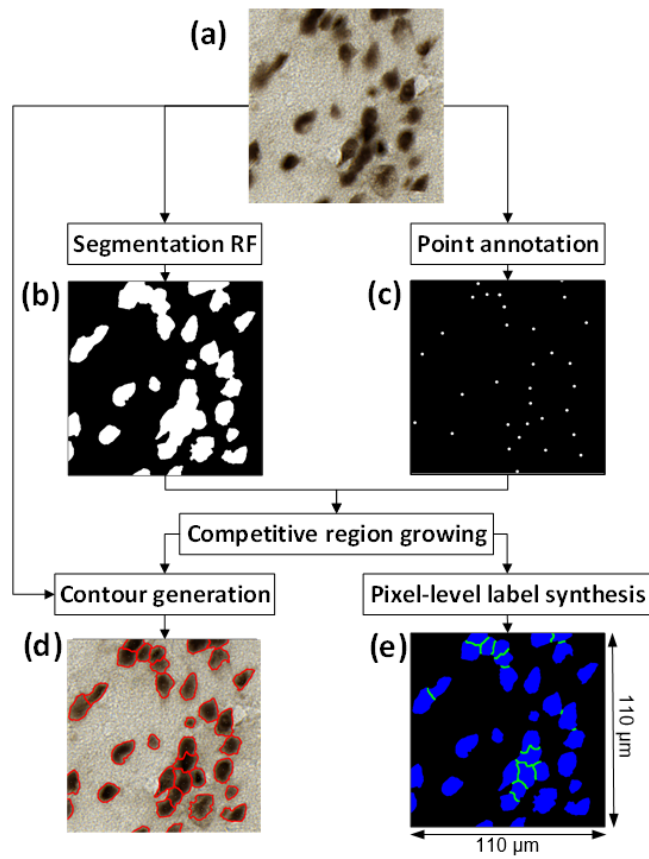 (a)
Segmentation RF
Point annotation
(b)
(c)
Competitive region growing
Contour generation
Pixel-level label synthesis
(d)
(e)
110 µm
110 µm